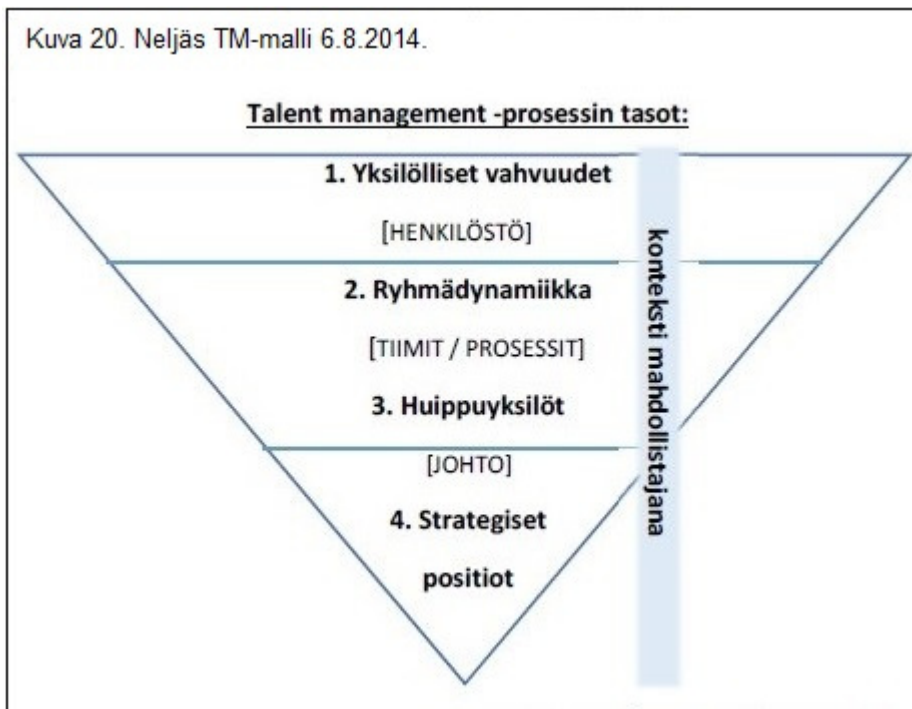 Kuva 20. Neljäs TM-malli 6.8.2014.
Talent management -prosessin tasot:
1. Yksilölliset vahvuudet
[HENKILÖSTÖ]
2. Ryhmädynamiikka
[TIIMIT / PROSESSIT]
3. Huippuyksilöt
[JOHTO]
4. Strategiset
positiot
konteksti mahdollistajana